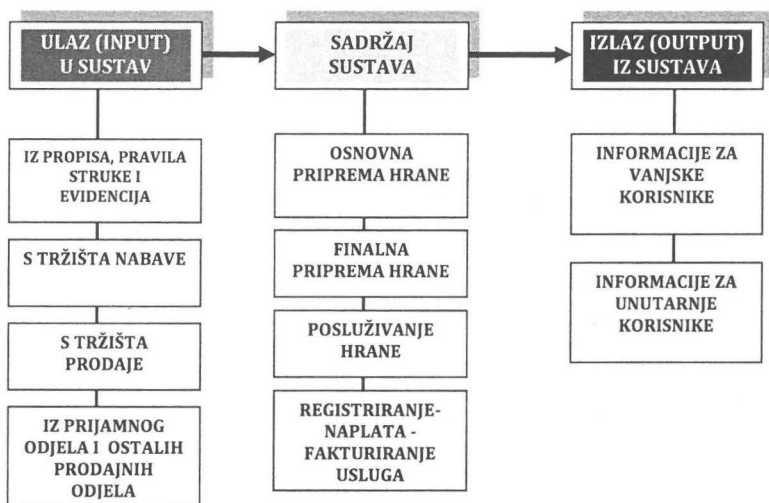 ULAZ (INPUT)
U SUSTAV
SADRŽAJ
SUSTAVA
IZLAZ (OUTPUT)
IZ SUSTAVA
IZ PROPISA, PRAVILA
STRUKE I
EVIDENCIJA
S TRŽIŠTA NABAVE
S TRŽIŠTA
PRODAJE
IZ PRIJAMNOG
ODJELA I OSTALIH
PRODAJNIH
ODJELA
OSNOVNA
PRIPREMA HRANE
FINALNA
PRIPREMA HRANE
POSLUŽIVANJE
HRANE
REGISTRIRANJE-
NAPLATA -
FAKTURIRANJE
USLUGA
INFORMACIJE ZA
VANJSKE
KORISNIKE
INFORMACIJE ZA
UNUTARNJE
KORISNIKE